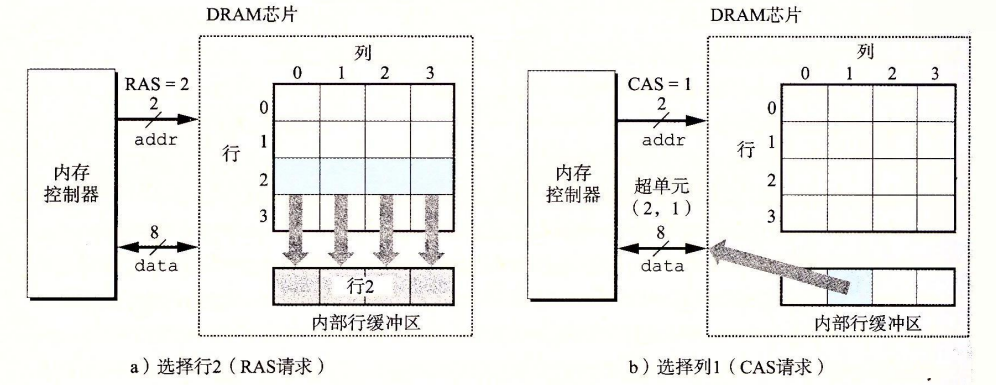 DRAM芯片
列
0 1 2 3
RAS = 2
2
addr
行
0
1
2
3
内存
控制器
8
data
行2
内部行缓冲区
a）选择行2（RAS请求）
DRAM芯片
列
0 1 2 3
CAS = 1
2
addr
行
0
1
2
3
内存
控制器
超单元
（2，1）
8
data
内部行缓冲区
b）选择列1（CAS请求）